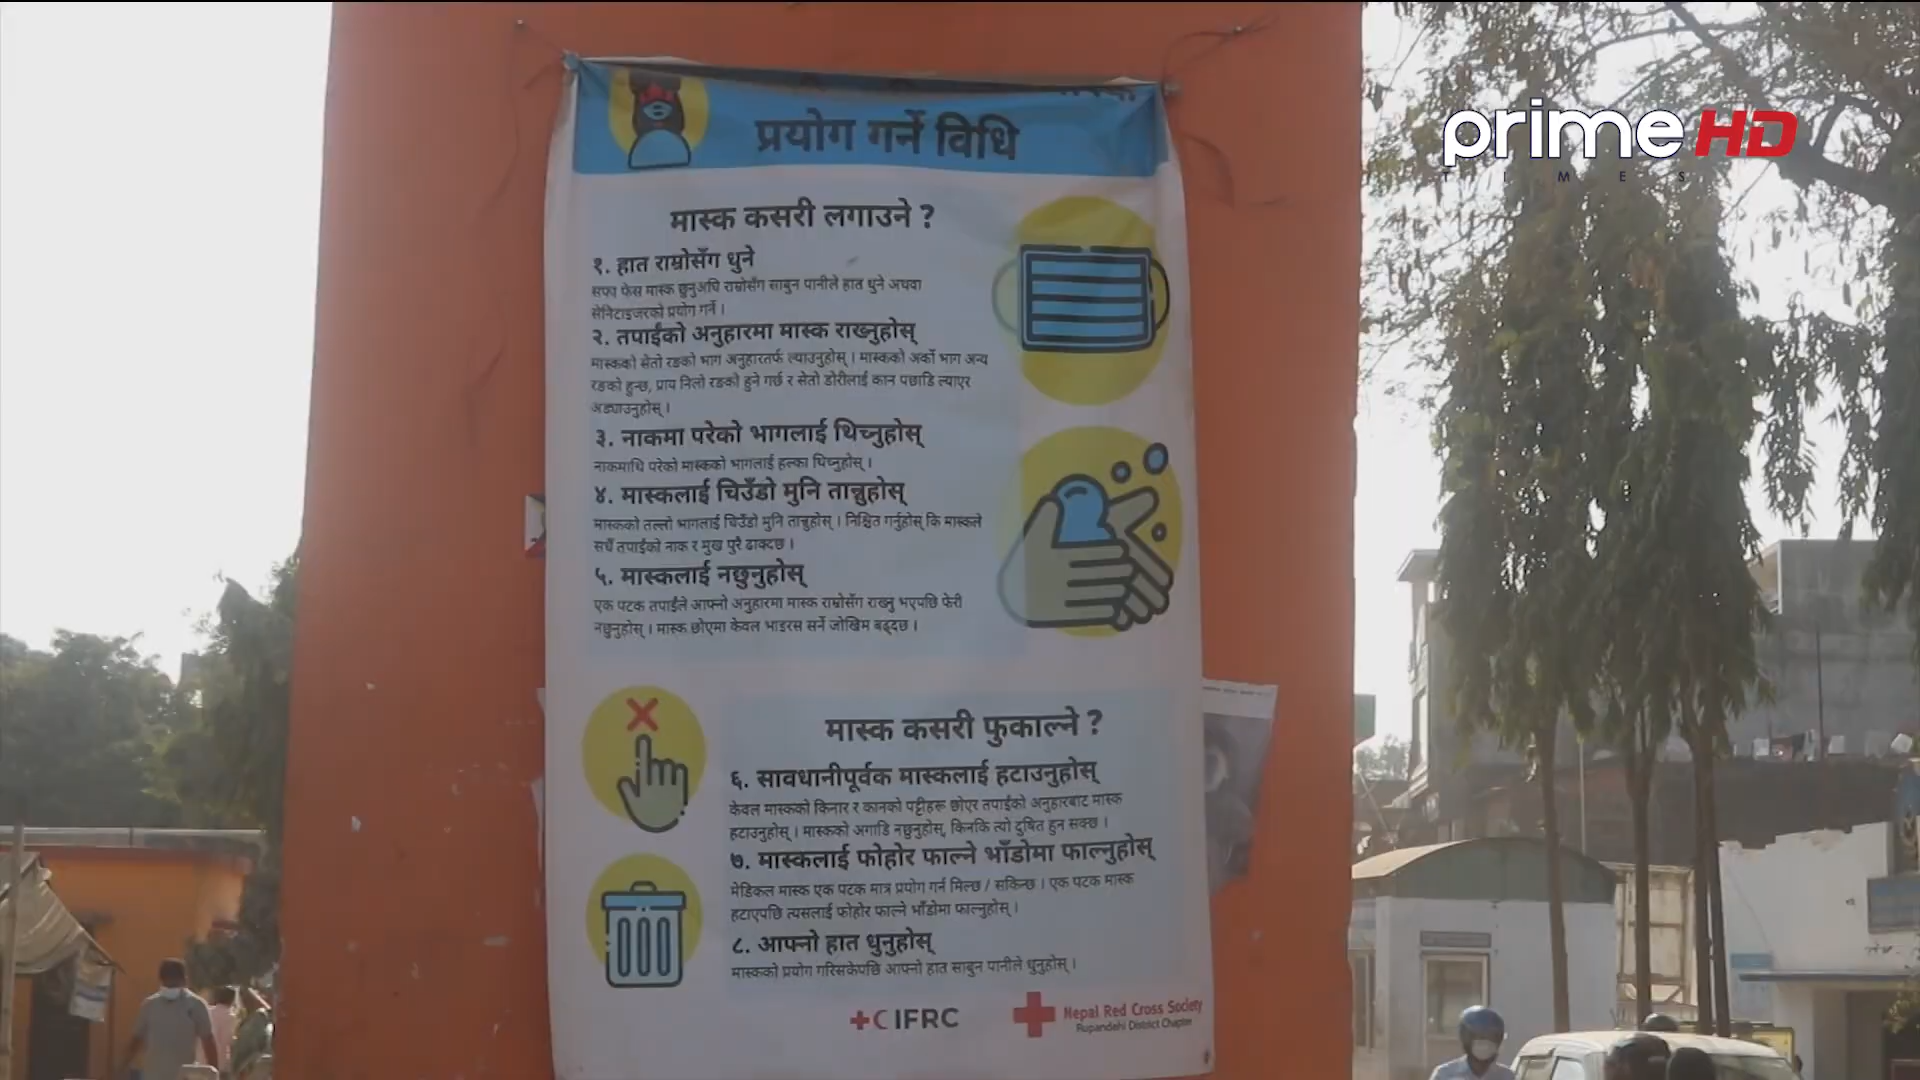 प्रयोग गर्ने विधि
prime HD
TIMES
मास्क कसरी लगाउने ?
१. हात राम्रोसँग धुने
सफा फेस मास्क छुनुअघि राम्रोसँग साबुन पानीले हात धुने अथवा
सेनिटाइजरको प्रयोग गर्ने ।
२. तपाईंको अनुहारमा मास्क राख्नुहोस्
मास्कको सेतो रङको भाग अनुहारतर्फ ल्याउनुहोस् । मास्कको अर्को भाग अन्य
रङको हुन्छ, प्राय निलो रङको हुने गर्छ र सेतो डोरीलाई कान पछाडि ल्याएर
अड्याउनुहोस् ।
३. नाकमा परेको भागलाई थिच्नुहोस्
नाकमाथि परेको मास्कको भागलाई हल्का थिच्नुहोस् ।
४. मास्कलाई चिउँडो मुनि तान्नुहोस्
मास्कको तल्लो भागलाई चिउँडो मुनि तान्नुहोस् । निश्चित गर्नुहोस् कि मास्कले
सधैँ तपाईंको नाक र मुख पुरै ढाक्दछ ।
५. मास्कलाई नछुनुहोस्
एक पटक तपाईंले आफ्नो अनुहारमा मास्क राम्रोसँग राख्नु भएपछि फेरी
नछुनुहोस् । मास्क छोएमा केवल भाइरस सर्ने जोखिम बढ्दछ ।
मास्क कसरी फुकाल्ने ?
६. सावधानीपूर्वक मास्कलाई हटाउनुहोस्
केवल मास्कको किनार र कानको पट्टीहरू छोएर तपाईंको अनुहारबाट मास्क
हटाउनुहोस् । मास्कको अगाडि नछुनुहोस्, किनकि त्यो दुषित हुन सक्छ ।
७. मास्कलाई फोहोर फाल्ने भाँडोमा फाल्नुहोस्
मेडिकल मास्क एक पटक मात्र प्रयोग गर्न मिल्छ / सकिन्छ । एक पटक मास्क
हटाएपछि त्यसलाई फोहोर फाल्ने भाँडोमा फाल्नुहोस् ।
८. आफ्नो हात धुनुहोस्
मास्कको प्रयोग गरिसकेपछि आफ्नो हात साबुन पानीले धुनुहोस् ।
IFRC
Nepal Red Cross Society
Rupandehi District Chapter